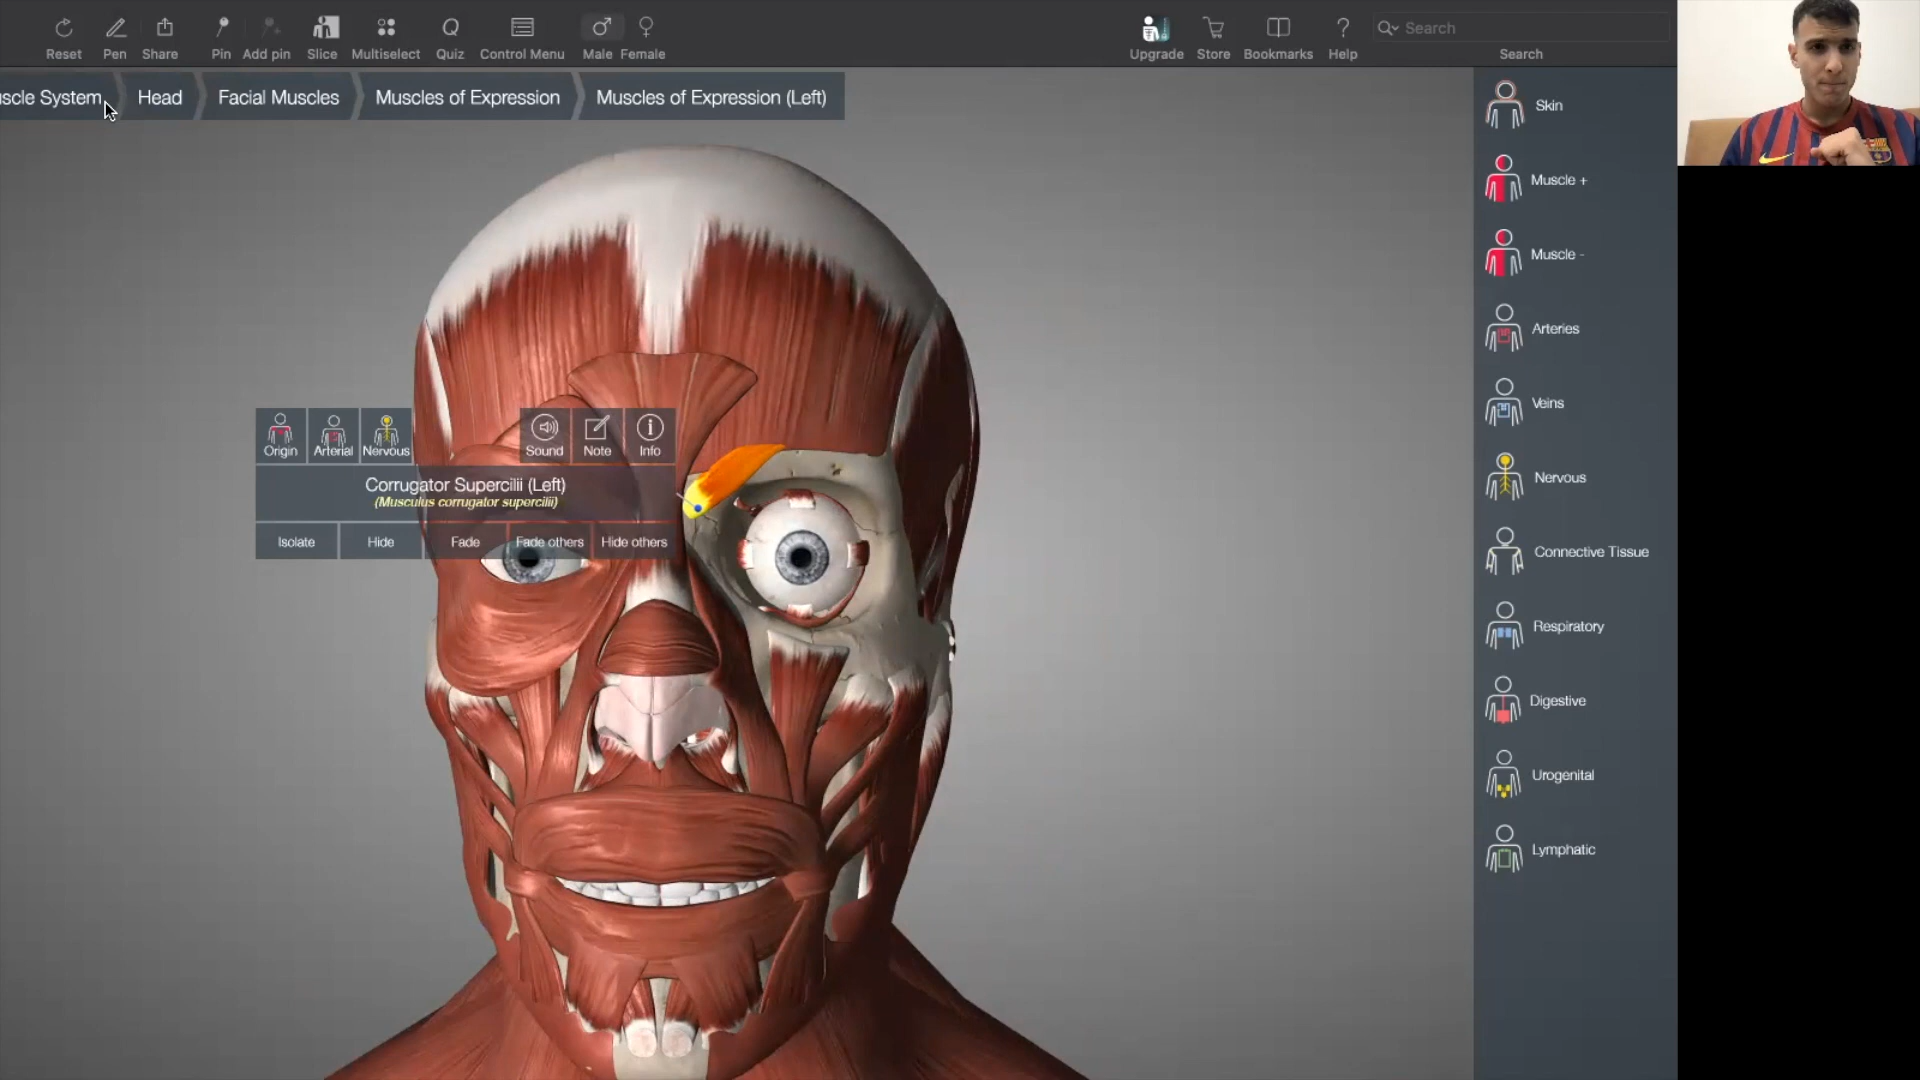 Reset
Pen
Share
Pin
Add pin
Slice
Multiselect
Quiz
Control Menu
Male
Female
Upgrade
Store
Bookmarks
Help
Search
Search
System
Head
Facial Muscles
Muscles of Expression
Muscles of Expression (Left)
Origin
Arterial
Nervous
Sound
Note
Info
Corrugator Supercilii (Left)
(Musculus corrugator supercilii)
Isolate
Hide
Fade
Fade others
Hide others
Skin
Muscle +
Muscle -
Arteries
Veins
Nervous
Connective Tissue
Respiratory
Digestive
Urogenital
Lymphatic